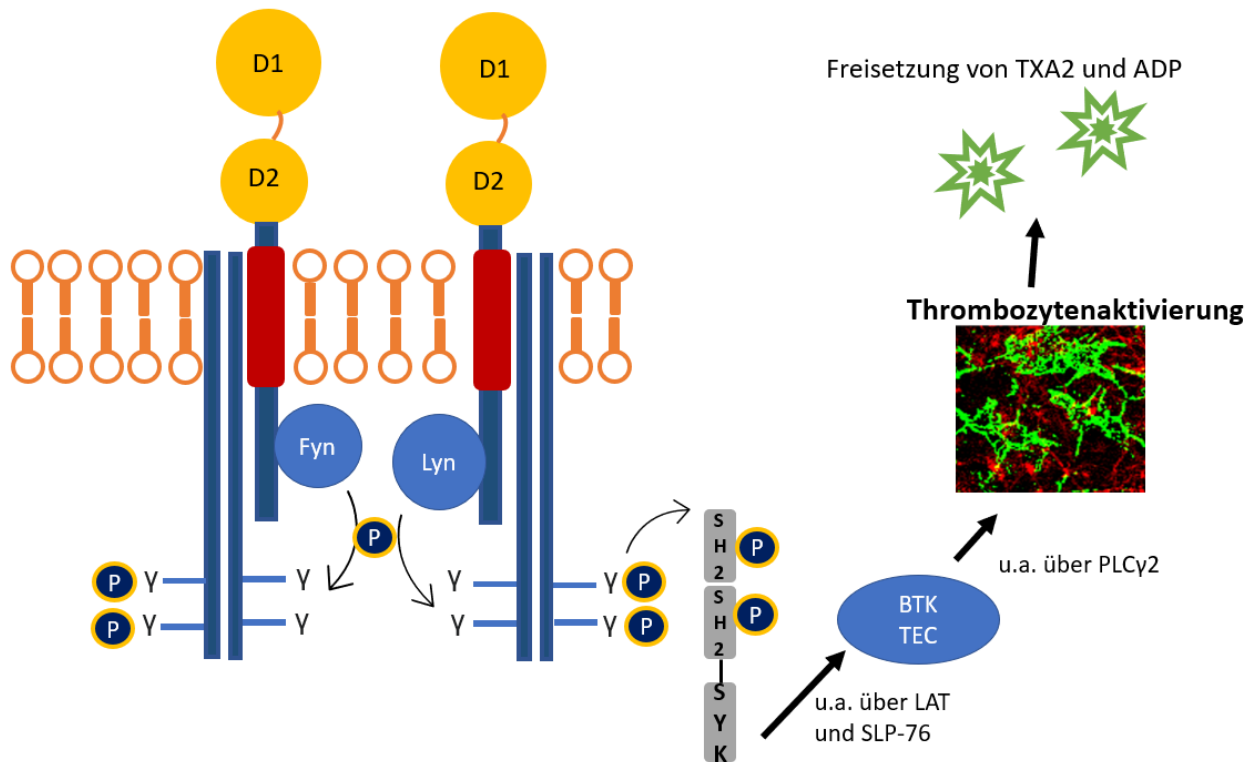 D1
D1
Freisetzung von TXA2 und ADP
D2
D2
Thrombozytenaktivierung
Fyn
Lyn
P
P
γ
γ
γ
γ
P
P
γ
γ
γ
γ
P
P
S
H
2
P
S
H
2
P
S
Y
K
u.a. über LAT
und SLP-76
BTK
TEC
u.a. über PLCγ2